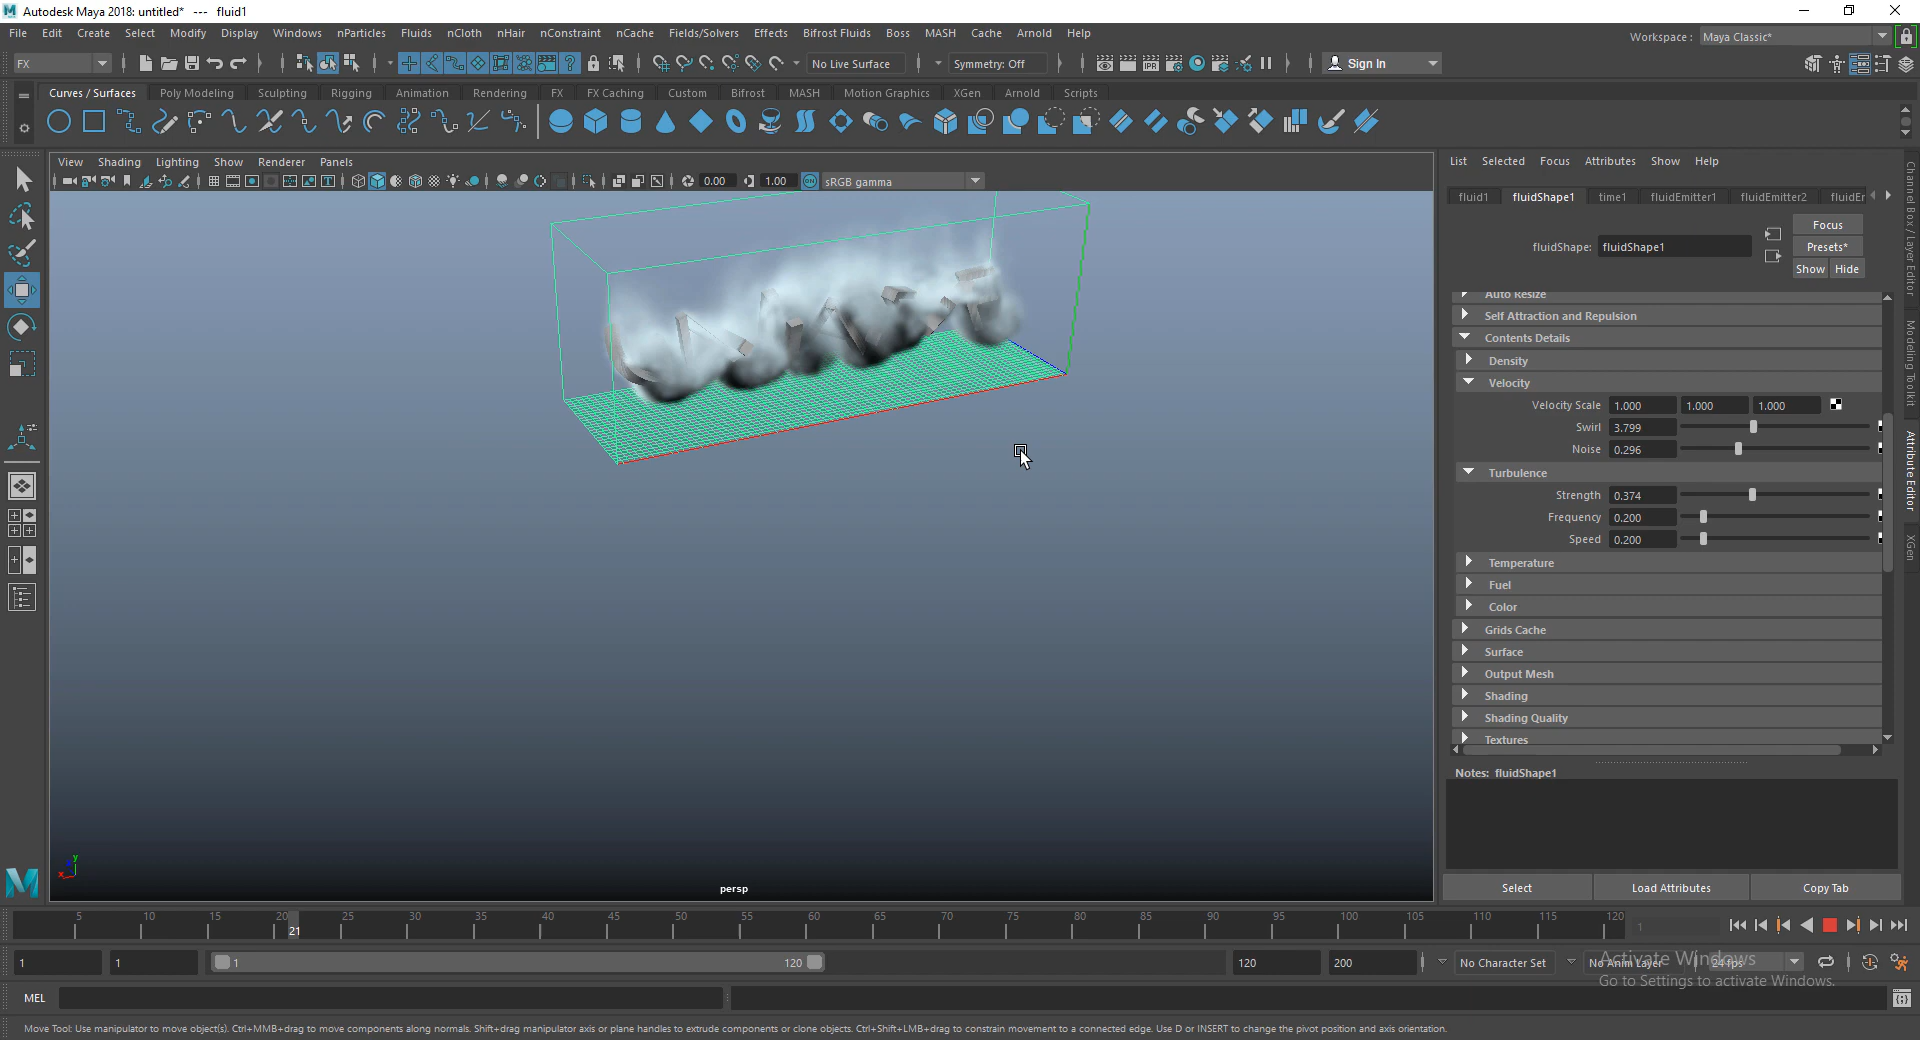 Autodesk Maya 2018: untitled* --- fluid1
File Edit Create Select Modify Display Windows nParticles Fluids nCloth nHair nConstraint nCache Fields/Solvers Effects Bifrost Fluids Boss MASH Cache Arnold Help
Workspace : Maya Classic*
FX No Live Surface Symmetry: Off Sign In
Curves / Surfaces Poly Modeling Sculpting Rigging Animation Rendering FX FX Caching Custom Bifrost MASH Motion Graphics XGen Arnold Scripts
View Shading Lighting Show Renderer Panels
0.00 1.00 ON sRGB gamma
List Selected Focus Attributes Show Help
fluid1 fluidShape1 time1 fluidEmitter1 fluidEmitter2 fluidEr
Focus
fluidShape: fluidShape1 Presets*
Show Hide
Auto Resize
Self Attraction and Repulsion
Contents Details
Density
Velocity
Velocity Scale 1.000 1.000 1.000
Swirl 3.799
Noise 0.296
Turbulence
Strength 0.374
Frequency 0.200
Speed 0.200
Temperature
Fuel
Color
Grids Cache
Surface
Output Mesh
Shading
Shading Quality
Textures
Notes: fluidShape1
Select Load Attributes Copy Tab
Channel Box / Layer Editor
Modeling Toolkit
Attribute Editor
XGen
y
x
persp
5 10 15 20 25 30 35 40 45 50 55 60 65 70 75 80 85 90 95 100 105 110 115 120
21
1
1 1 1 120 120 200 No Character Set No Anim Layer 24 fps
Activate Windows
Go to Settings to activate Windows.
MEL
Move Tool: Use manipulator to move object(s). Ctrl+MMB+drag to move components along normals. Shift+drag manipulator axis or plane handles to extrude components or clone objects. Ctrl+Shift+LMB+drag to constrain movement to a connected edge. Use D or INSERT to change the pivot position and axis orientation.